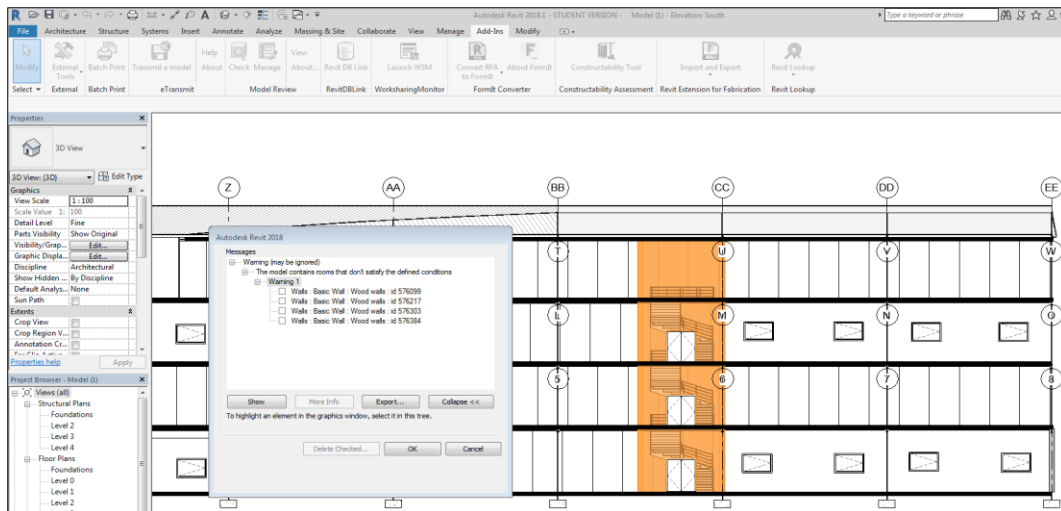 Autodesk Revit 2018.1 - STUDENT VERSION - Model (1) - Elevation: South
Type a keyword or phrase
File Architecture Structure Systems Insert Annotate Analyze Massing & Site Collaborate View Manage Add-Ins Modify
Modify External Tools Batch Print Transmit a model Help About Check Manage View About... Revit DB Link Launch WSM Convert RFA to FormIt About FormIt Constructability Tool Import and Export Revit Lookup
Select External Batch Print eTransmit Model Review RevitDBLink WorksharingMonitor FormIt Converter Constructability Assessment Revit Extension for Fabrication Revit Lookup
Properties
3D View
3D View: {3D} Edit Type
Graphics
View Scale 1 : 100
Scale Value 1: 100
Detail Level Fine
Parts Visibility Show Original
Visibility/Grap... Edit...
Graphic Displa... Edit...
Discipline Architectural
Show Hidden ... By Discipline
Default Analys... None
Sun Path
Extents
Crop View
Crop Region V...
Annotation Cr...
Properties help Apply
Project Browser - Model (1)
Views (all)
Structural Plans
Foundations
Level 2
Level 3
Level 4
Floor Plans
Foundations
Level 0
Level 1
Level 2
Z AA BB CC DD EE
T U V W
L M N O
5 6 7 8
Autodesk Revit 2018
Messages
Warning (may be ignored)
The model contains rooms that don't satisfy the defined conditions
Warning 1
Walls : Basic Wall : Wood walls : id 576099
Walls : Basic Wall : Wood walls : id 576217
Walls : Basic Wall : Wood walls : id 576303
Walls : Basic Wall : Wood walls : id 576384
Show More Info Export... Collapse <<
To highlight an element in the graphics window, select it in this tree.
Delete Checked... OK Cancel